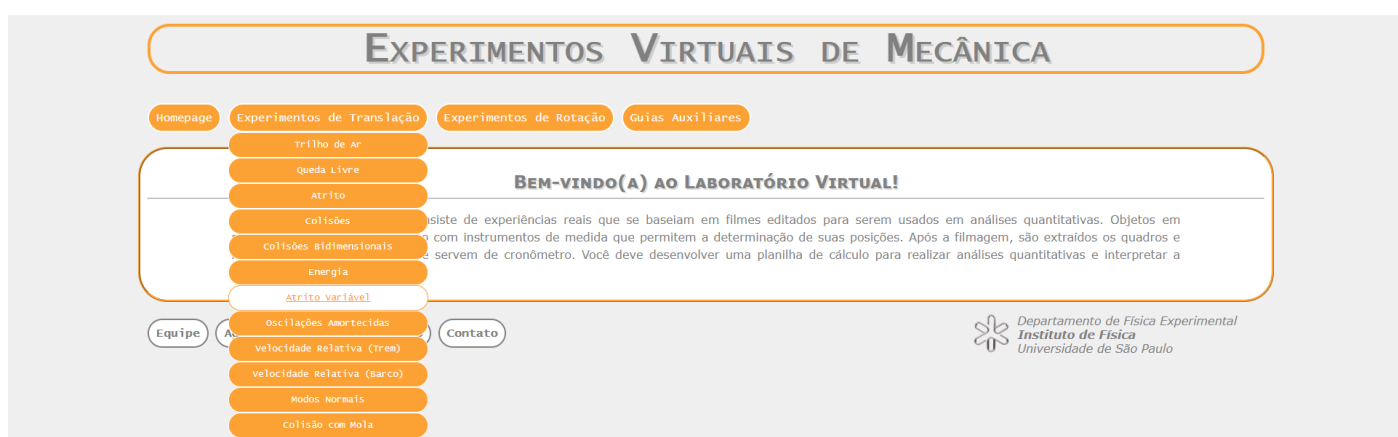 Experimentos Virtuais de Mecânica
Homepage Experimentos de Translação Experimentos de Rotação Guias Auxiliares
Trilho de Ar
Queda Livre
Atrito
Colisões
Colisões Bidimensionais
Energia
Atrito Variável
Oscilações Amortecidas
Velocidade Relativa (Trem)
Velocidade Relativa (Barco)
Modos Normais
Colisão com Mola
Bem-vindo(a) ao Laboratório Virtual!
de experiências reais que se baseiam em filmes editados para serem usados em análises quantitativas. Objetos em
com instrumentos de medida que permitem a determinação de suas posições. Após a filmagem, são extraídos os quadros e
servem de cronômetro. Você deve desenvolver uma planilha de cálculo para realizar análises quantitativas e interpretar a
Equipe Contato
Departamento de Física Experimental
Instituto de Física
Universidade de São Paulo